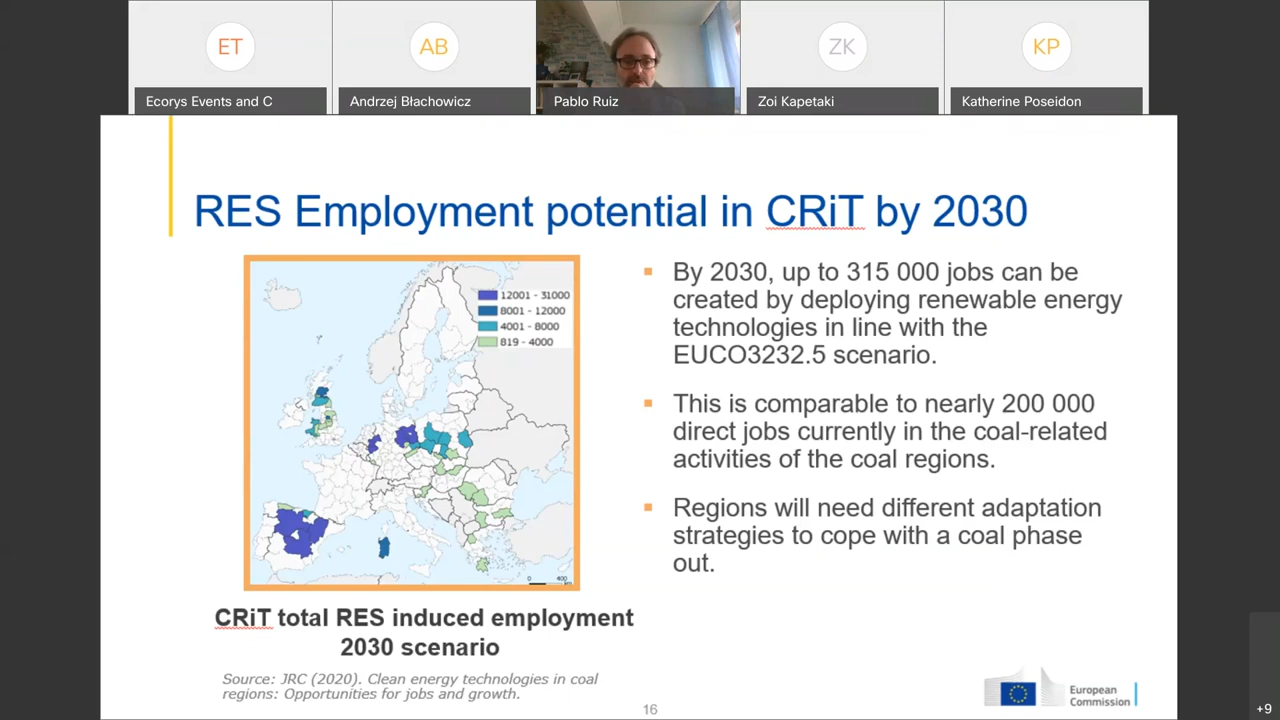 ET
AB
ZK
KP
Ecorys Events and C
Andrzej Błachowicz
Pablo Ruiz
Zoi Kapetaki
Katherine Poseidon
RES Employment potential in CRiT by 2030
12001 - 31000
8001 - 12000
4001 - 8000
819 - 4000
0 400
km
CRiT total RES induced employment
2030 scenario
Source: JRC (2020). Clean energy technologies in coal
regions: Opportunities for jobs and growth.
By 2030, up to 315 000 jobs can be
created by deploying renewable energy
technologies in line with the
EUCO3232.5 scenario.
This is comparable to nearly 200 000
direct jobs currently in the coal-related
activities of the coal regions.
Regions will need different adaptation
strategies to cope with a coal phase
out.
16
European
Commission
+9